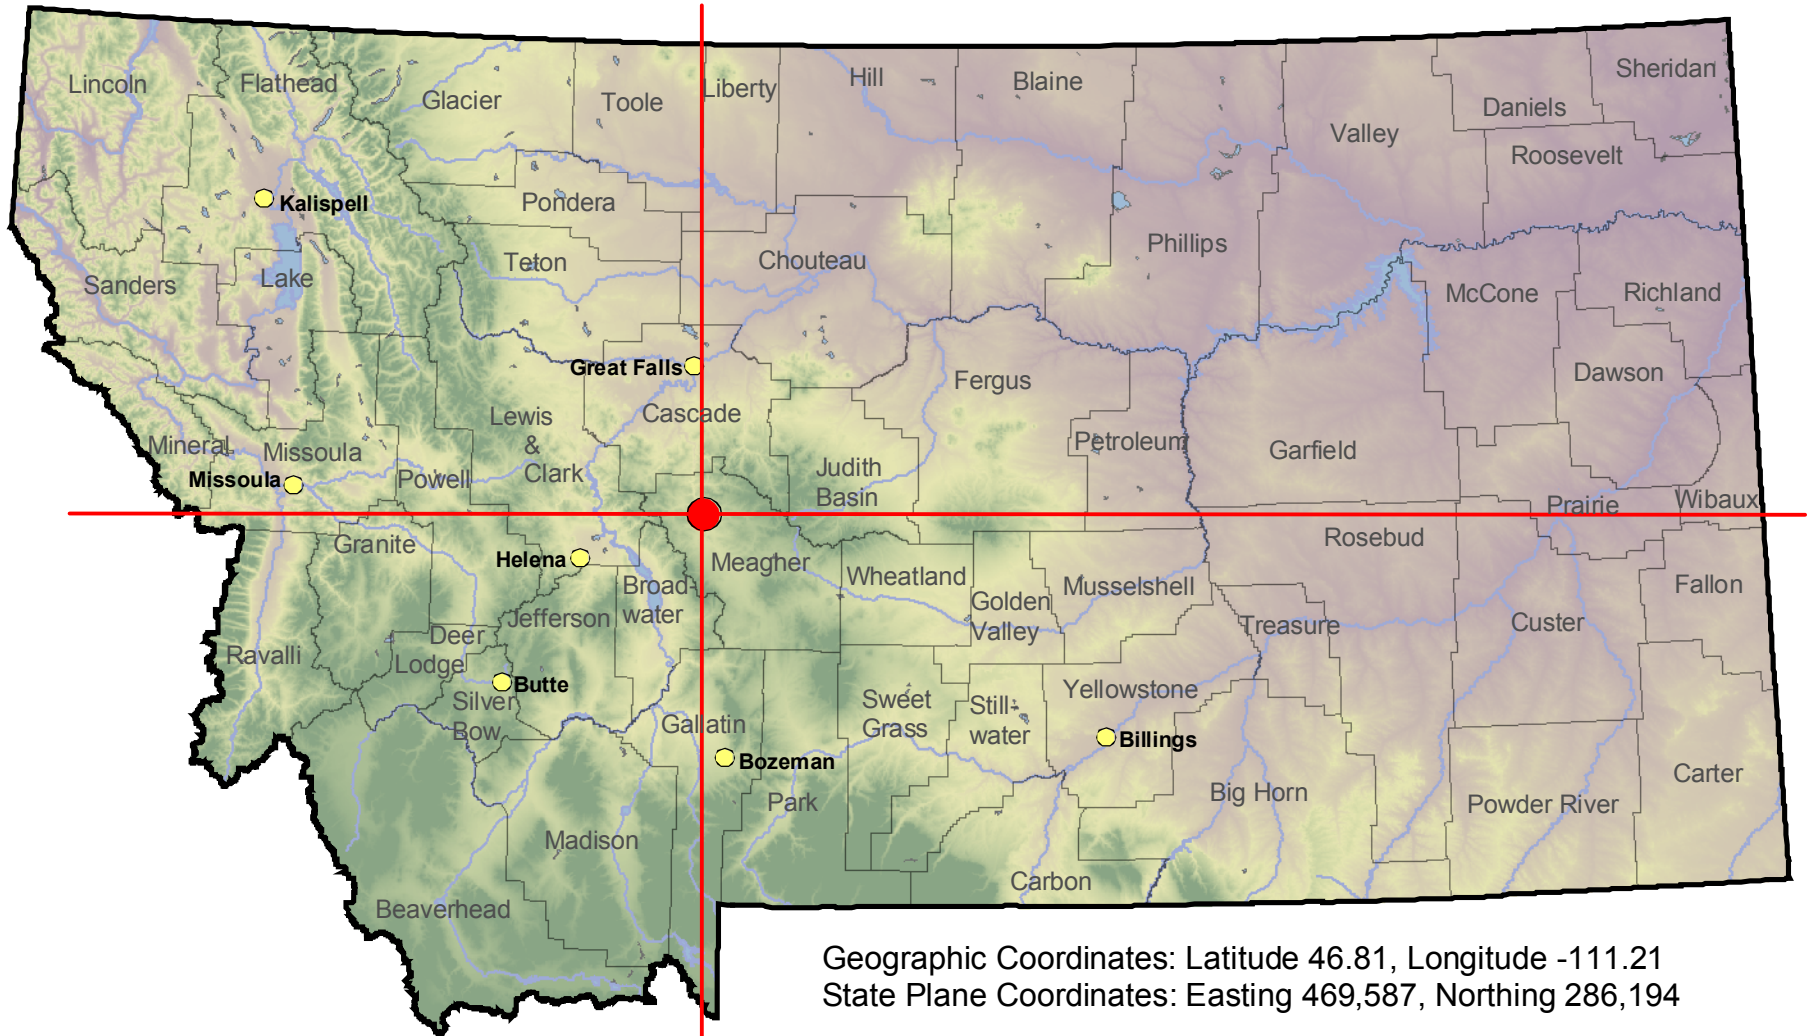 Lincoln
Flathead
Glacier
Toole
Liberty
Hill
Blaine
Valley
Daniels
Sheridan
Roosevelt
Kalispell
Pondera
Phillips
Sanders
Lake
Teton
Chouteau
McCone
Richland
Great Falls
Fergus
Dawson
Lewis
&
Clark
Cascade
Mineral
Missoula
Missoula
Powell
Judith
Basin
Petroleum
Garfield
Prairie
Wibaux
Granite
Helena
Meagher
Rosebud
Broad-
water
Wheatland
Musselshell
Fallon
Jefferson
Golden
Valley
Treasure
Custer
Deer
Lodge
Ravalli
Butte
Silver
Bow
Gallatin
Sweet
Grass
Still-
water
Yellowstone
Billings
Bozeman
Park
Big Horn
Powder River
Carter
Madison
Carbon
Beaverhead
Geographic Coordinates: Latitude 46.81, Longitude -111.21
State Plane Coordinates: Easting 469,587, Northing 286,194